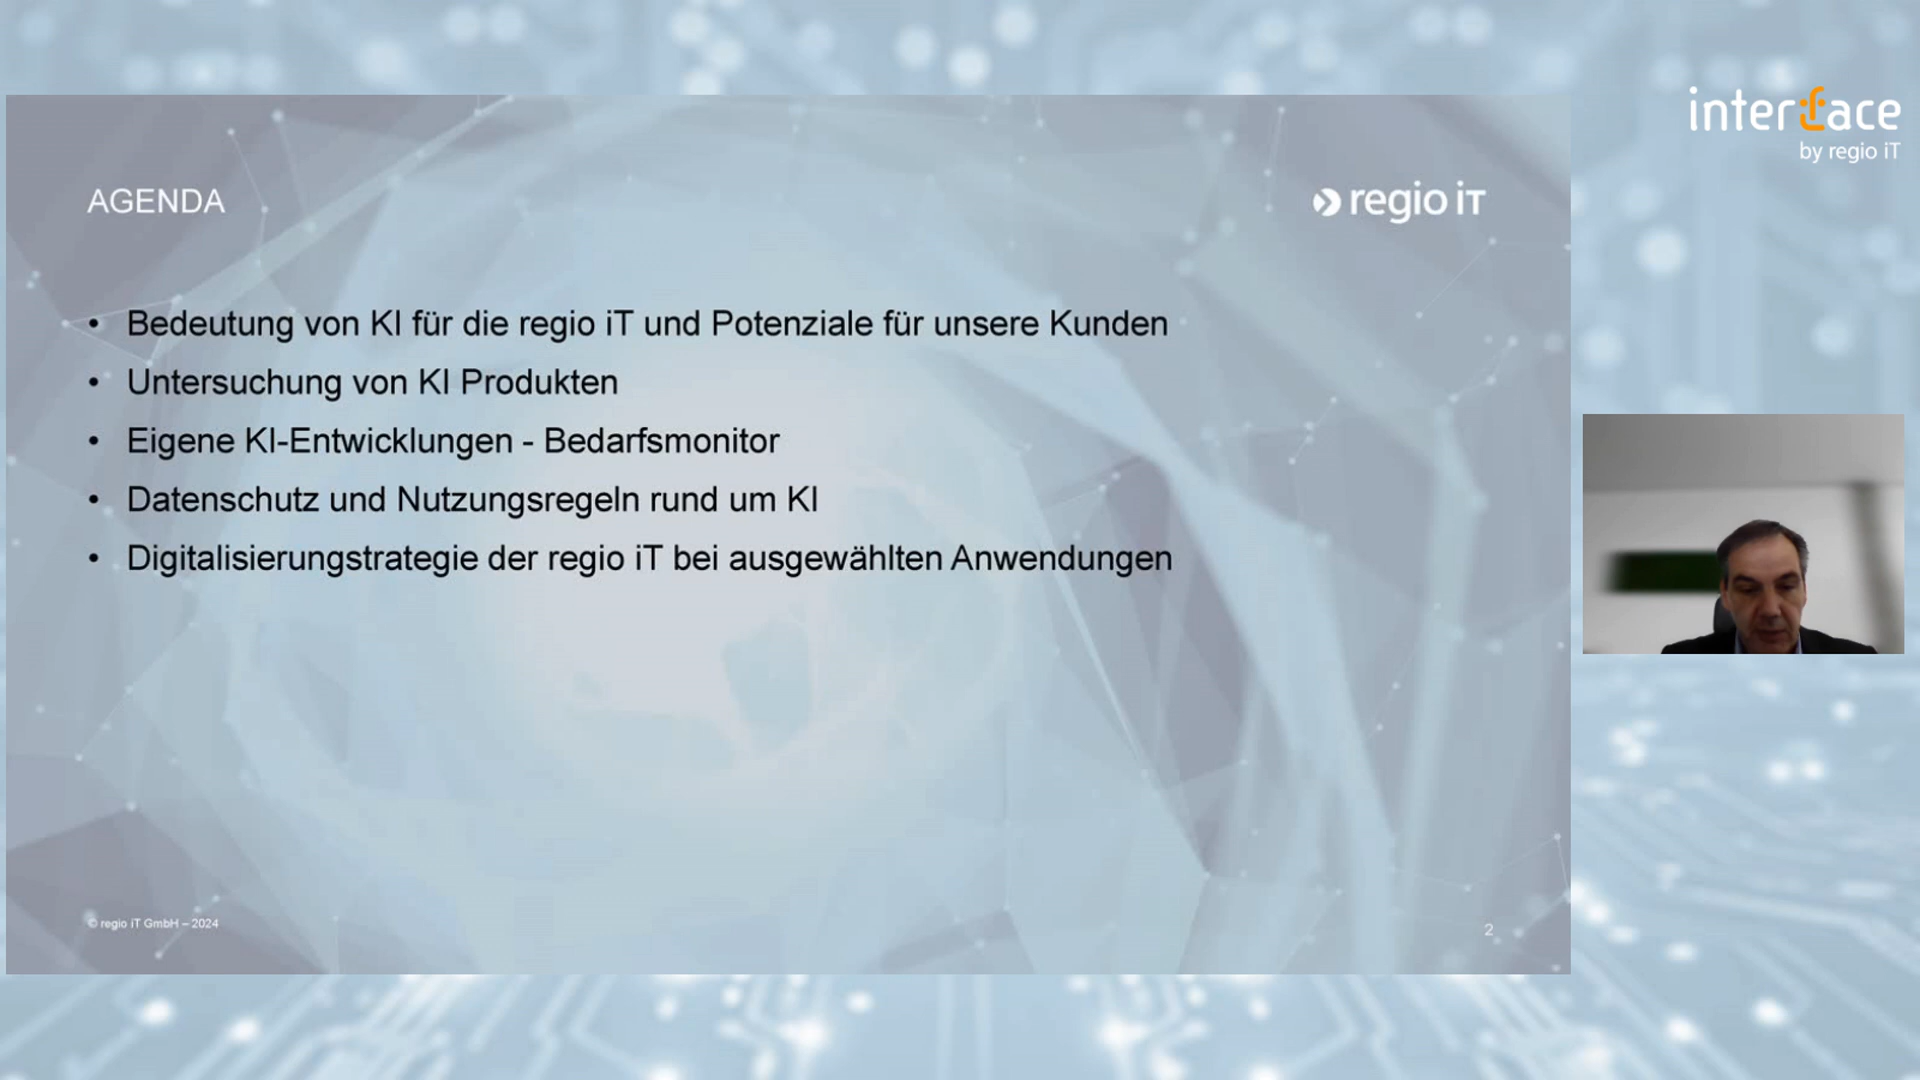 interface
by regio iT
AGENDA
regio iT
• Bedeutung von KI für die regio iT und Potenziale für unsere Kunden
• Untersuchung von KI Produkten
• Eigene KI-Entwicklungen - Bedarfsmonitor
• Datenschutz und Nutzungsregeln rund um KI
• Digitalisierungstrategie der regio iT bei ausgewählten Anwendungen
© regio iT GmbH – 2024
2